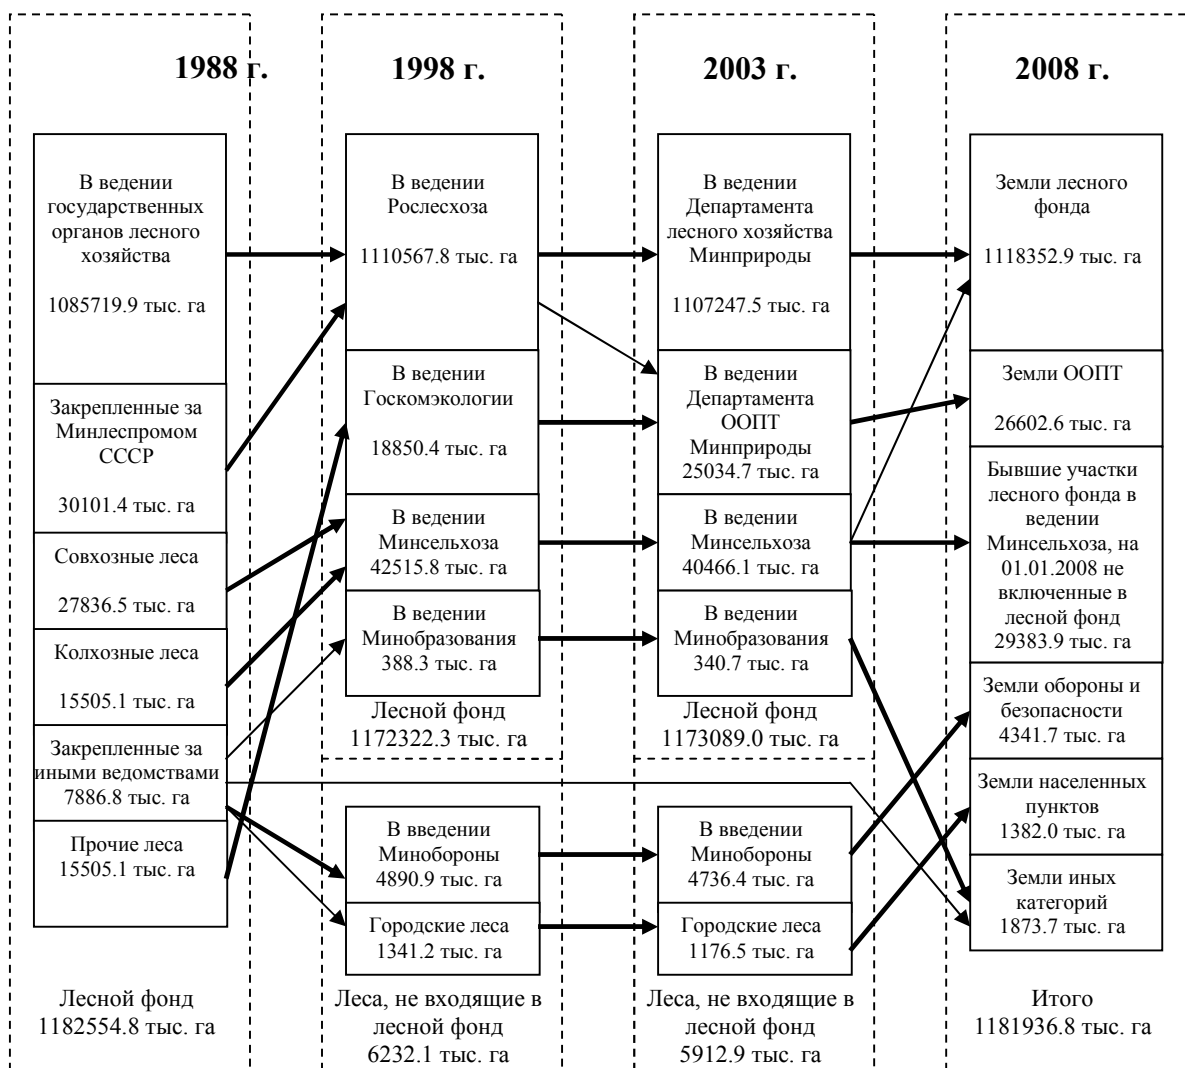 1988 г.
В ведении
государственных
органов лесного
хозяйства
1085719.9 тыс. га
Закрепленные за
Минлеспромом
СССР
30101.4 тыс. га
Совхозные леса
27836.5 тыс. га
Колхозные леса
15505.1 тыс. га
Закрепленные за
иными ведомствами
7886.8 тыс. га
Прочие леса
15505.1 тыс. га
Лесной фонд
1182554.8 тыс. га
1998 г.
В ведении
Рослесхоза
1110567.8 тыс. га
В ведении
Госкомэкологии
18850.4 тыс. га
В ведении
Минсельхоза
42515.8 тыс. га
В ведении
Минобразования
388.3 тыс. га
Лесной фонд
1172322.3 тыс. га
В введении
Минобороны
4890.9 тыс. га
Городские леса
1341.2 тыс. га
Леса, не входящие в
лесной фонд
6232.1 тыс. га
2003 г.
В ведении
Департамента
лесного хозяйства
Минприроды
1107247.5 тыс. га
В ведении
Департамента
ООПТ
Минприроды
25034.7 тыс. га
В ведении
Минсельхоза
40466.1 тыс. га
В ведении
Минобразования
340.7 тыс. га
Лесной фонд
1173089.0 тыс. га
В введении
Минобороны
4736.4 тыс. га
Городские леса
1176.5 тыс. га
Леса, не входящие в
лесной фонд
5912.9 тыс. га
2008 г.
Земли лесного
фонда
1118352.9 тыс. га
Земли ООПТ
26602.6 тыс. га
Бывшие участки
лесного фонда в
ведении
Минсельхоза, на
01.01.2008 не
включенные в
лесной фонд
29383.9 тыс. га
Земли обороны и
безопасности
4341.7 тыс. га
Земли населенных
пунктов
1382.0 тыс. га
Земли иных
категорий
1873.7 тыс. га
Итого
1181936.8 тыс. га